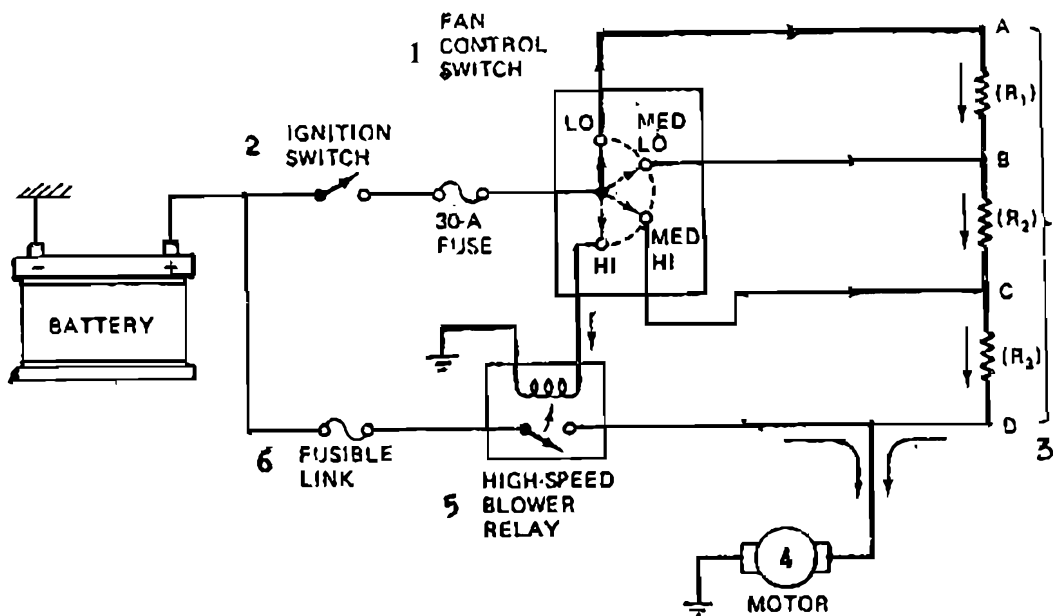 FAN
1 CONTROL
SWITCH
A
(R1)
LO
MED
LO
2 IGNITION
SWITCH
B
30-A
FUSE
(R2)
HI
MED
HI
C
- +
BATTERY
(R3)
D
3
6 FUSIBLE
LINK
5 HIGH-SPEED
BLOWER
RELAY
4
MOTOR